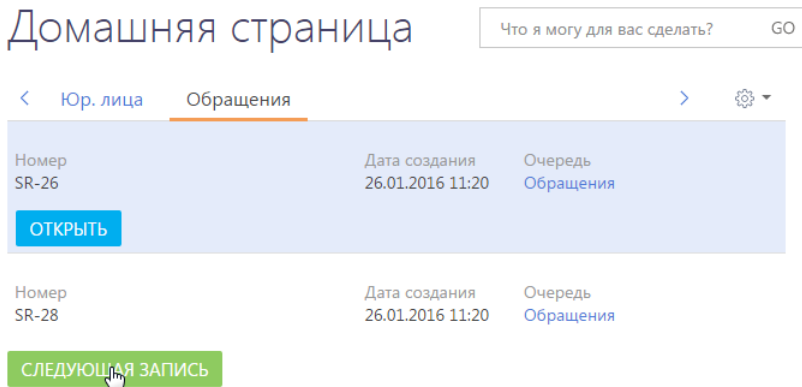 Домашняя страница
Что я могу для вас сделать? GO
Юр. лица Обращения
Номер Дата создания Очередь
SR-26 26.01.2016 11:20 Обращения
ОТКРЫТЬ
Номер Дата создания Очередь
SR-28 26.01.2016 11:20 Обращения
СЛЕДУЮЩАЯ ЗАПИСЬ